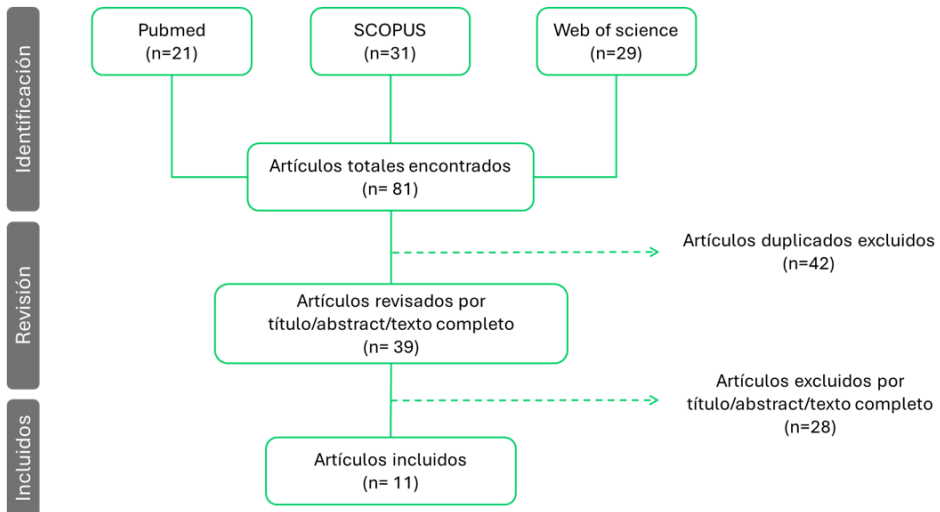 Identificación
Pubmed
(n=21)
SCOPUS
(n=31)
Web of science
(n=29)
Artículos totales encontrados
(n= 81)
Revisión
Artículos duplicados excluidos
(n=42)
Artículos revisados por
título/abstract/texto completo
(n= 39)
Artículos excluidos por
título/abstract/texto completo
(n=28)
Incluidos
Artículos incluidos
(n= 11)